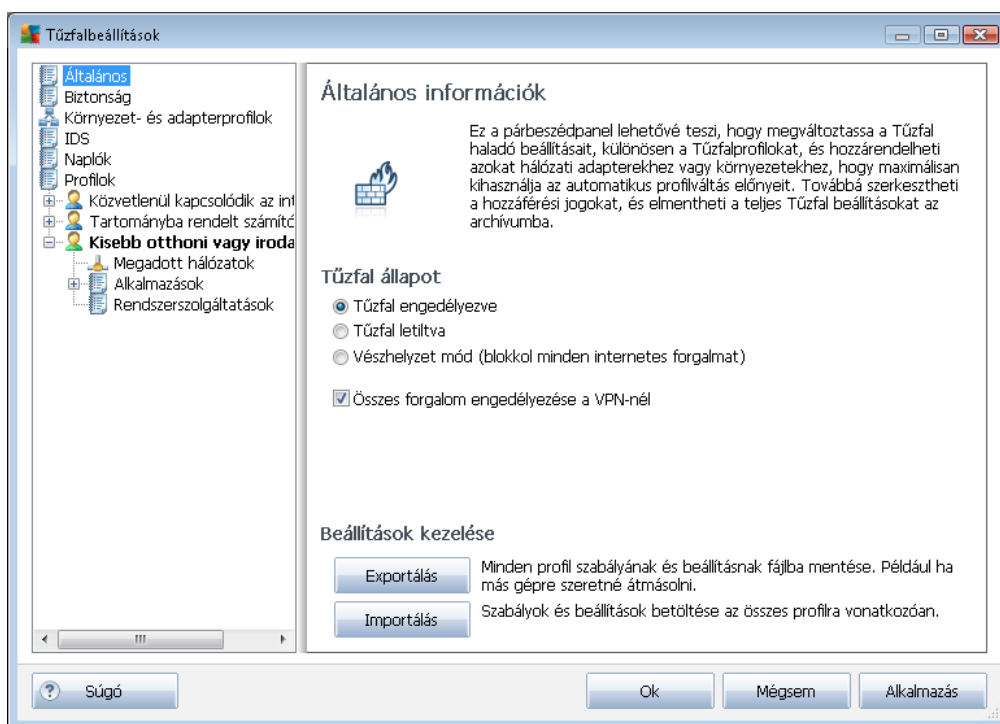 Tűzfalbeállítások
Általános
Biztonság
Környezet- és adapterprofilok
IDS
Naplók
Profilok
Közvetlenül kapcsolódik az
Tartományba rendelt
Kisebb otthoni vagy
Megadott hálózatok
Alkalmazások
Rendszerszolgáltatások
Általános információk
Ez a párbeszédpanel lehetővé teszi, hogy megváltoztassa a Tűzfal
haladó beállításait, különösen a Tűzfalprofilokat, és hozzárendelheti
azokat hálózati adapterekhez vagy környezetekhez, hogy maximálisan
kihasználja az automatikus profilváltás előnyeit. Továbbá szerkesztheti
a hozzáférési jogokat, és elmentheti a teljes Tűzfal beállításokat az
archívumba.
Tűzfal állapot
Tűzfal engedélyezve
Tűzfal letiltva
Vészhelyzet mód (blokkol minden internetes forgalmat)
Összes forgalom engedélyezése a VPN-nél
Beállítások kezelése
Exportálás
Minden profil szabályának és beállításnak fájlba mentése. Például ha
más gépre szeretné átmásolni.
Importálás
Szabályok és beállítások betöltése az összes profilra vonatkozóan.
Súgó
Ok
Mégsem
Alkalmazás